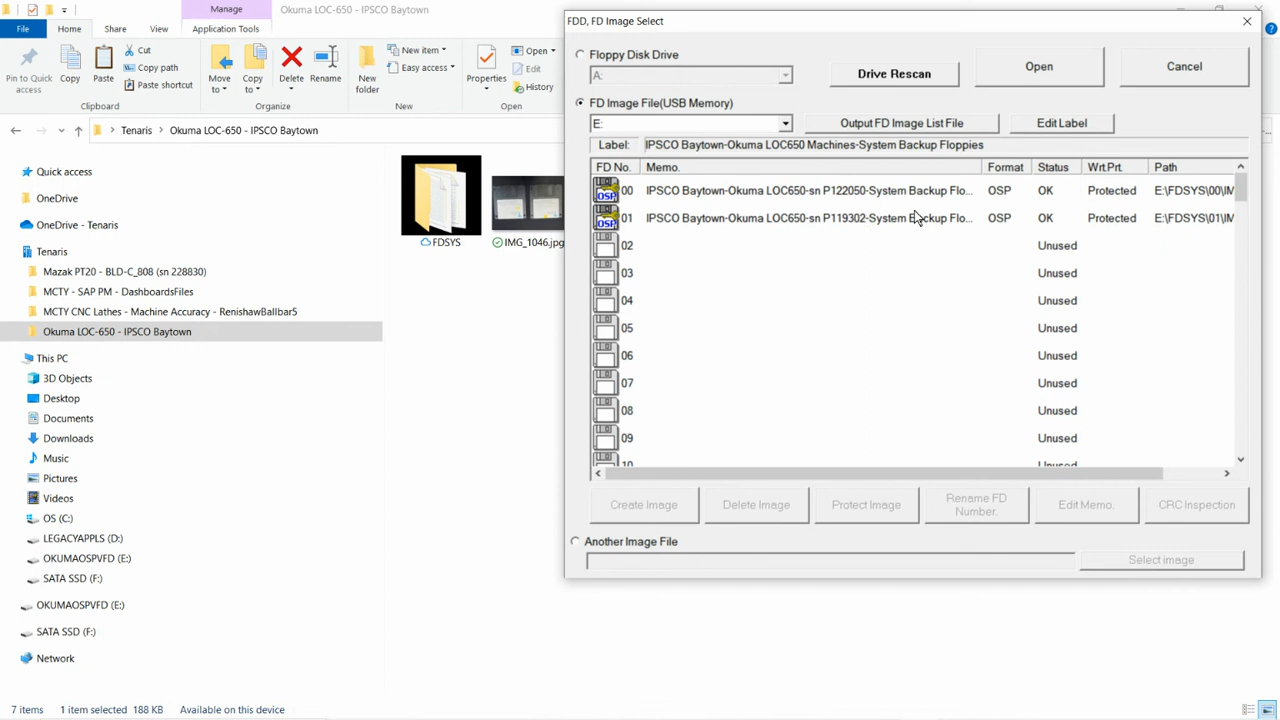 Manage
Okuma LOC-650 - IPSCO Baytown
File
Home
Share
View
Application Tools
Pin to Quick access
Copy
Paste
Cut
Copy path
Paste shortcut
Clipboard
Move to
Copy to
Delete
Rename
Organize
New folder
New item
Easy access
New
Properties
Open
Edit
History
Open
Tenaris
Okuma LOC-650 - IPSCO Baytown
Quick access
OneDrive
OneDrive - Tenaris
Tenaris
Mazak PT20 - BLD-C_808 (sn 228830)
MCTY - SAP PM - DashboardsFiles
MCTY CNC Lathes - Machine Accuracy - RenishawBallbar5
Okuma LOC-650 - IPSCO Baytown
This PC
3D Objects
Desktop
Documents
Downloads
Music
Pictures
Videos
OS (C:)
LEGACYAPPLS (D:)
OKUMAOSPVFD (E:)
SATA SSD (F:)
OKUMAOSPVFD (E:)
SATA SSD (F:)
Network
FDSYS
IMG_1046.jpg
7 items
1 item selected 188 KB
Available on this device
FDD, FD Image Select
Floppy Disk Drive
A:
Drive Rescan
Open
Cancel
FD Image File(USB Memory)
E:
Output FD Image List File
Edit Label
Label: IPSCO Baytown-Okuma LOC650 Machines-System Backup Floppies
FD No. Memo. Format Status Wrt.Prt. Path
OSP 00 IPSCO Baytown-Okuma LOC650-sn P122050-System Backup Flo... OSP OK Protected E:\FDSYS\00\IM
OSP 01 IPSCO Baytown-Okuma LOC650-sn P119302-System Backup Flo... OSP OK Protected E:\FDSYS\01\IM
02 Unused
03 Unused
04 Unused
05 Unused
06 Unused
07 Unused
08 Unused
09 Unused
10 Unused
Create Image
Delete Image
Protect Image
Rename FD Number.
Edit Memo.
CRC Inspection
Another Image File
Select image